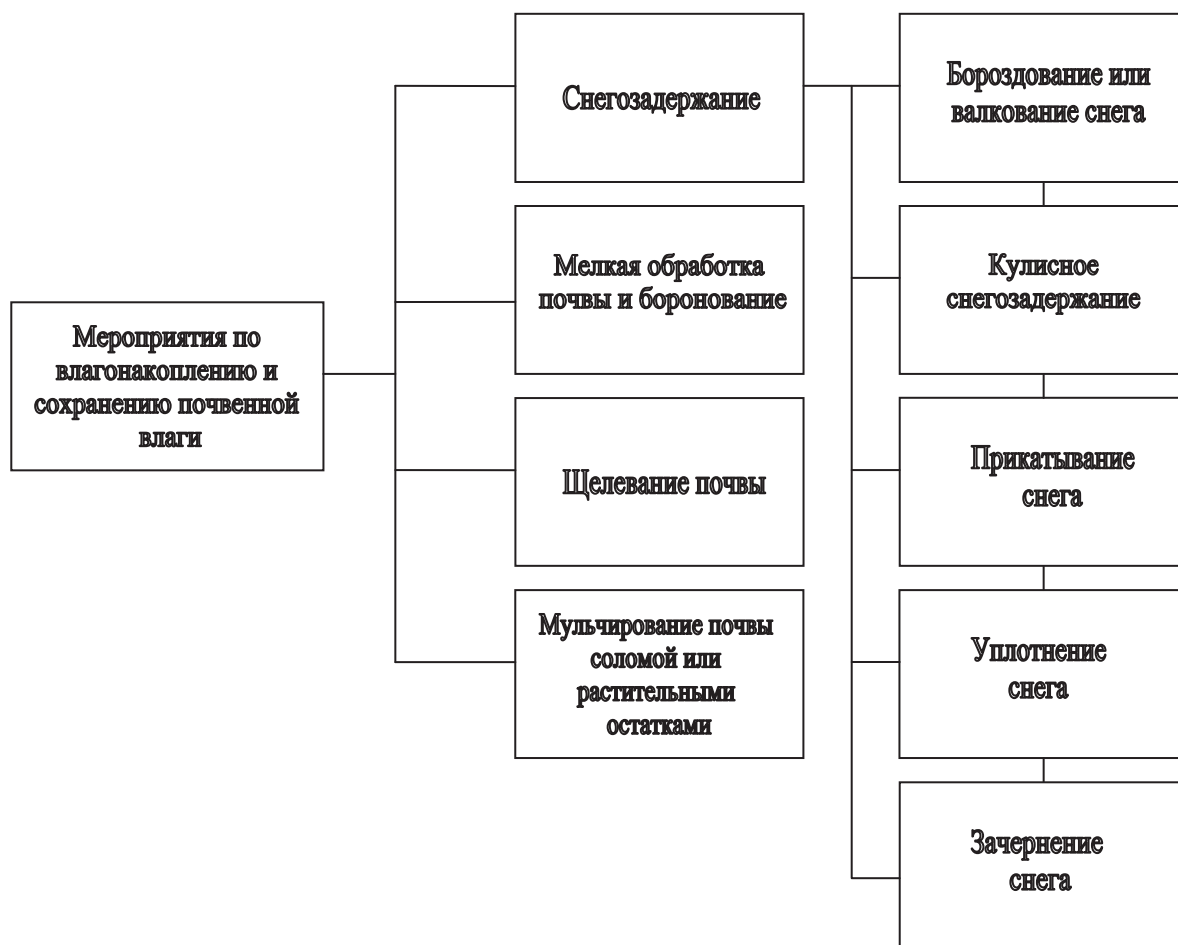 Мероприятия по
влагонакоплению и
сохранению почвенной
влаги
Снегозадержание
Мелкая обработка
почвы и боронование
Щелевание почвы
Мульчирование почвы
соломой или
растительными
остатками
Бороздование или
валкование снега
Кулисное
снегозадержание
Прикатывание
снега
Уплотнение
снега
Зачернение
снега